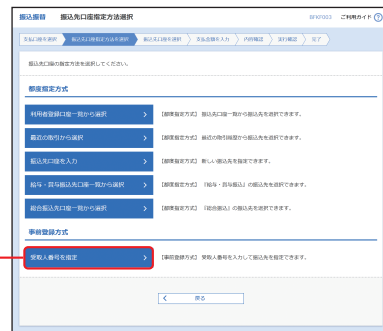 振込振替 振込先口座指定方法選択 BFKF003 ご利用ガイド ?
支払口座を選択 振込先口座指定方法を選択 振込先口座を選択 支払金額を入力 内容確認 実行確認 完了
振込先口座の指定方法を選択してください。
都度指定方式
利用者登録口座一覧から選択 【都度指定方式】 振込先口座一覧から振込先を選択できます。
最近の取引から選択 【都度指定方式】 最近の取引履歴から振込先を選択できます。
振込先口座を入力 【都度指定方式】 新しい振込先を指定できます。
給与・賞与振込先口座一覧から選択 【都度指定方式】 『給与・賞与振込』の振込先を選択できます。
総合振込先口座一覧から選択 【都度指定方式】 『総合振込』の振込先を選択できます。
事前登録方式
受取人番号を指定 【事前登録方式】 受取人番号を入力して振込先を指定できます。
戻る